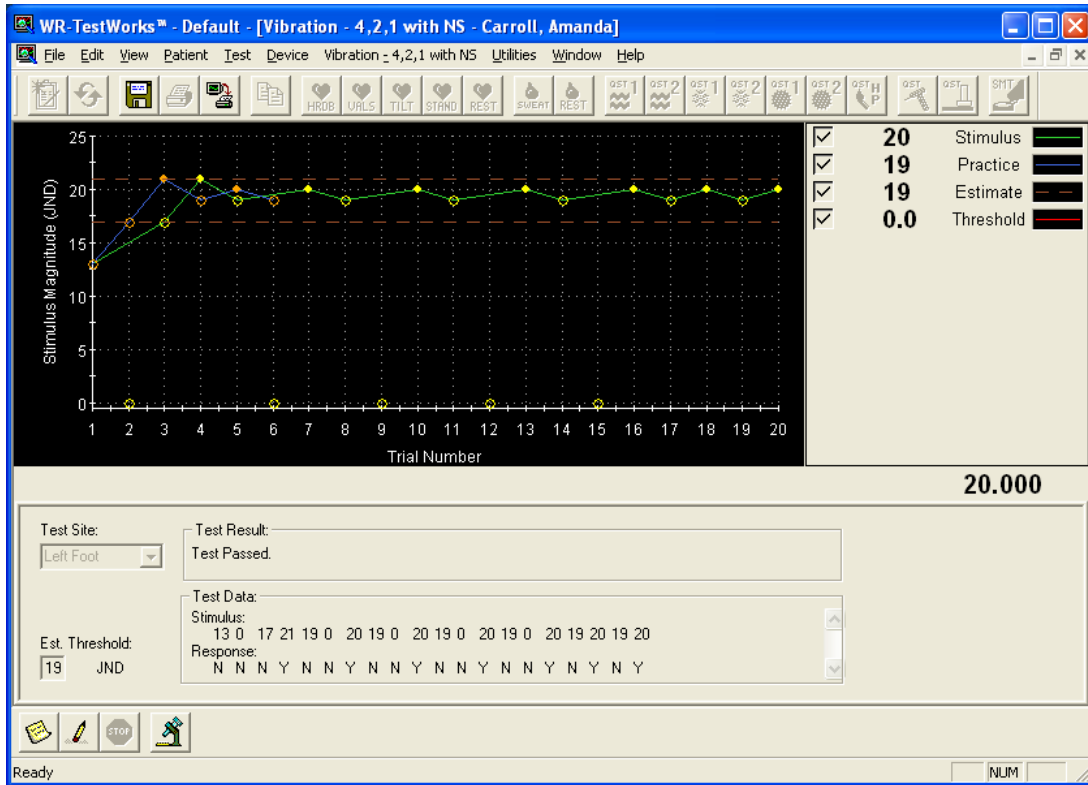 WR-TestWorks™ - Default - [Vibration - 4,2,1 with NS - Carroll, Amanda]
File Edit View Patient Test Device Vibration - 4,2,1 with NS Utilities Window Help
HRDB VALS TILT STAND REST SWEAT REST QST 1 QST 2 QST 1 QST 2 QST 1 QST 2 QST H P QST QST SMT
25
20
15
10
5
0
Stimulus Magnitude (JND)
1 2 3 4 5 6 7 8 9 10 11 12 13 14 15 16 17 18 19 20
Trial Number
20 Stimulus
19 Practice
19 Estimate
0.0 Threshold
20.000
Test Site:
Left Foot
Est. Threshold:
19 JND
Test Result:
Test Passed.
Test Data:
Stimulus:
13 0 17 21 19 0 20 19 0 20 19 0 20 19 0 20 19 20 19 20
Response:
N N N Y N N Y N N Y N N Y N N Y N Y N Y
STOP
Ready
NUM